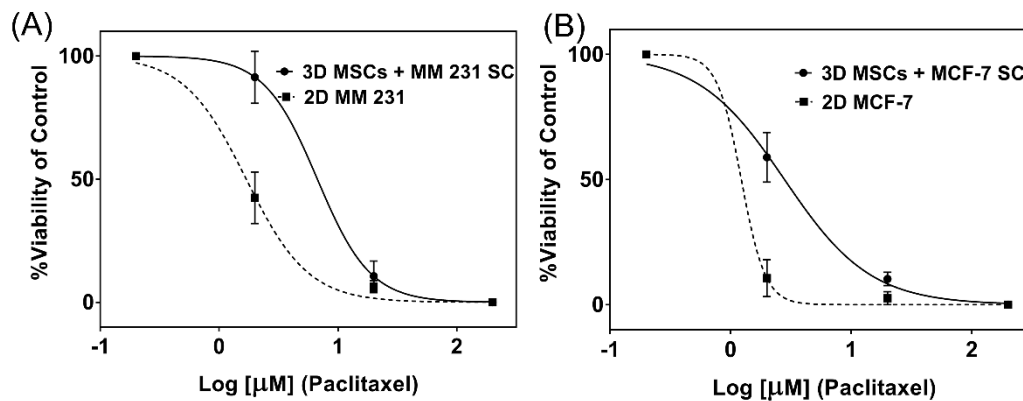 (A)
%Viability of Control
100
50
0
-1 0 1 2
Log [µM] (Paclitaxel)
3D MSCs + MM 231 SC
2D MM 231
(B)
%Viability of Control
100
50
0
-1 0 1 2
Log [µM] (Paclitaxel)
3D MSCs + MCF-7 SC
2D MCF-7